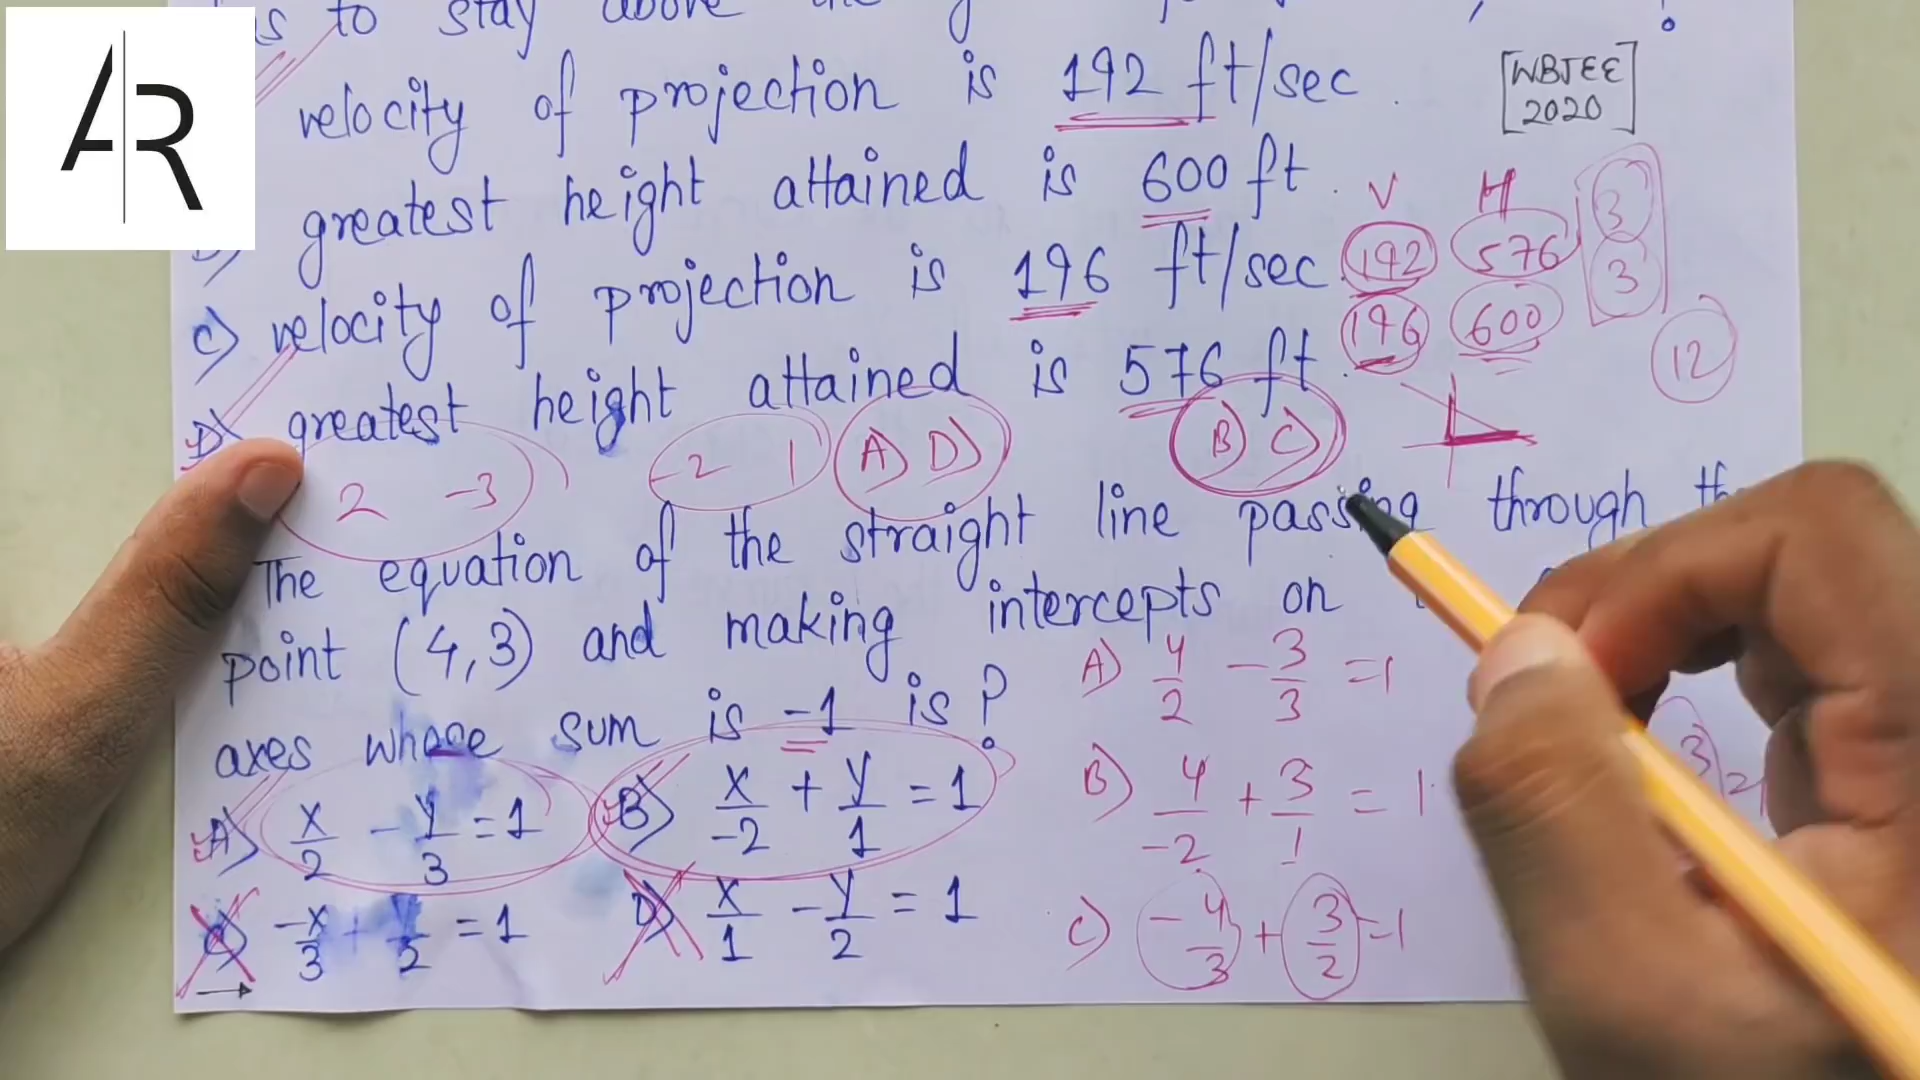 to stay above the
velocity of projection is 192 ft/sec.
[WBJEE
2020]
greatest height attained is 600 ft.
V H
192 576 3
C) velocity of projection is 196 ft/sec
196 600 3
12
D) greatest height attained is 576 ft.
2 -3 -2 1 A) D) B) C)
The equation of the straight line passing through
point (4,3) and making intercepts on
axes whose sum is -1 is ?
A) x/2 - y/3 = 1 B) x/-2 + y/1 = 1
C) -x/3 + y/2 = 1 D) x/1 - y/2 = 1
A) 4/2 - 3/3 = 1
B) 4/-2 + 3/1 = 1
C) -4/3 + 3/2 = 1
AR